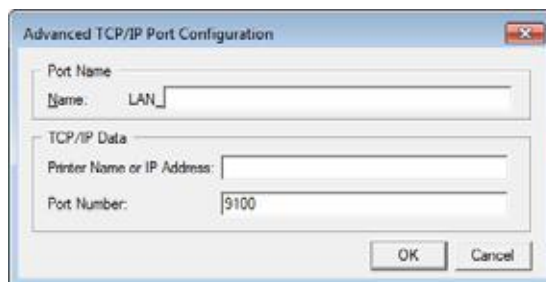 Advanced TCP/IP Port Configuration
Port Name
Name: LAN_
TCP/IP Data
Printer Name or IP Address:
Port Number: 9100
OK Cancel